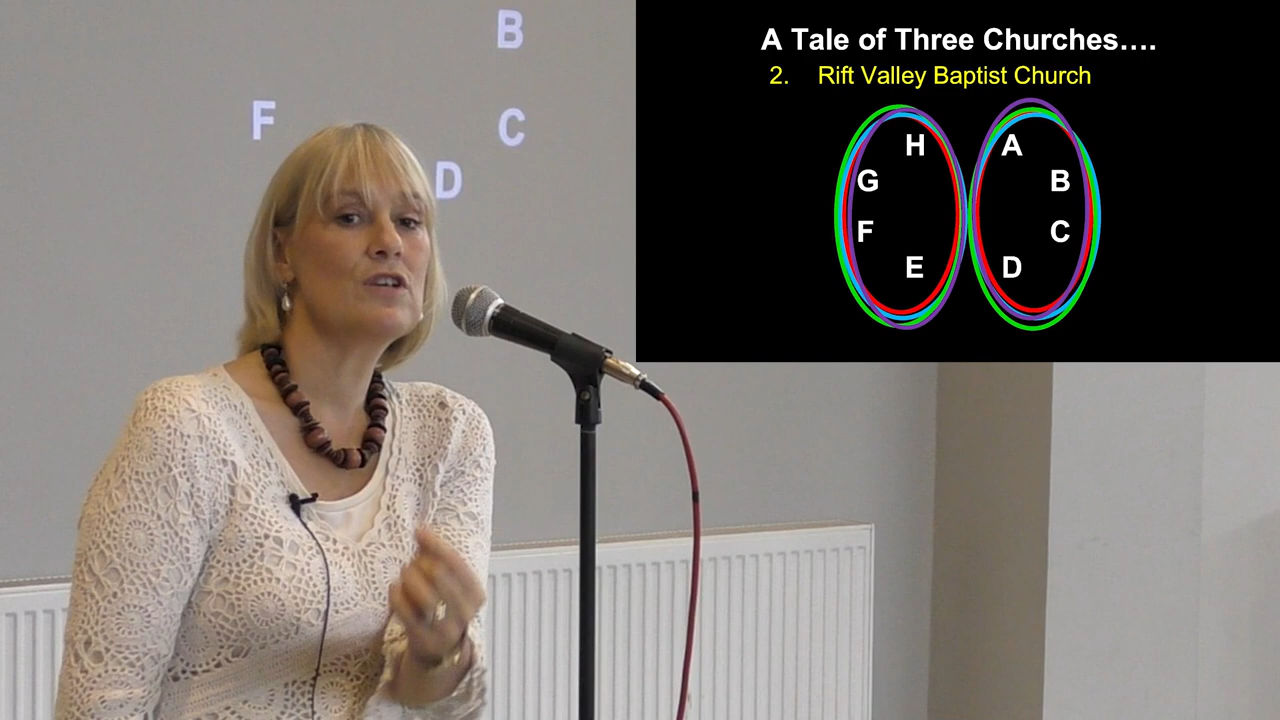 B
F
C
D
A Tale of Three Churches….
2. Rift Valley Baptist Church
H A
G B
F C
E D